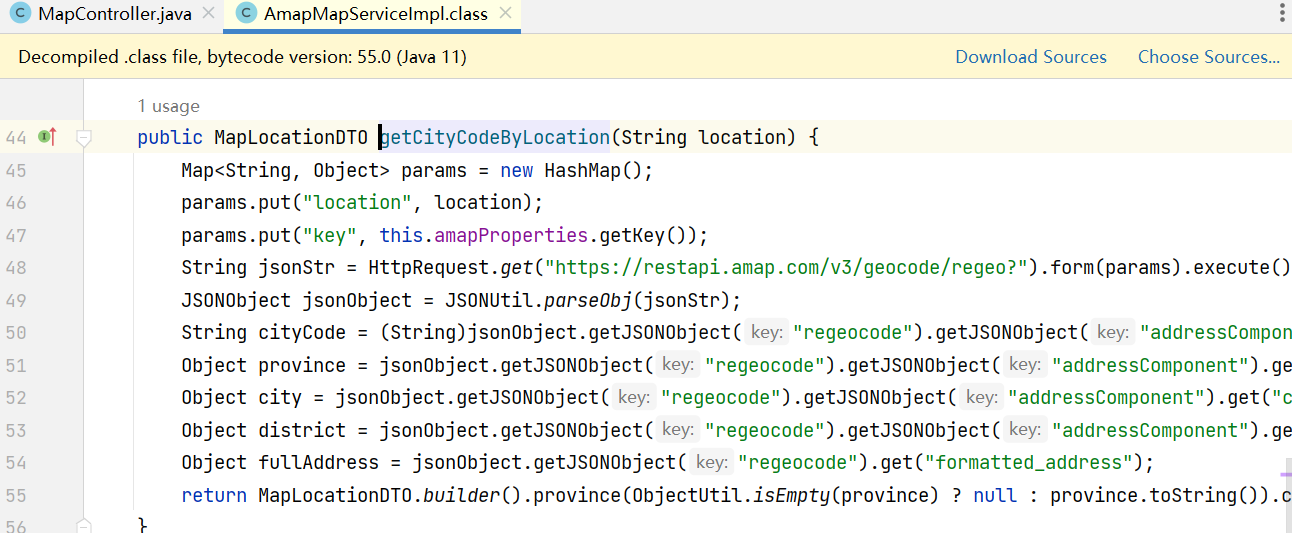 MapController.java AmapMapServiceImpl.class
Decompiled .class file, bytecode version: 55.0 (Java 11) Download Sources Choose Sources...
1 usage
44 public MapLocationDTO getCityCodeByLocation(String location) {
45 Map<String, Object> params = new HashMap();
46 params.put("location", location);
47 params.put("key", this.amapProperties.getKey());
48 String jsonStr = HttpRequest.get("https://restapi.amap.com/v3/geocode/regeo?").form(params).execute()
49 JSONObject jsonObject = JSONUtil.parseObj(jsonStr);
50 String cityCode = (String)jsonObject.getJSONObject( key: "regeocode").getJSONObject( key: "addressCompon
51 Object province = jsonObject.getJSONObject( key: "regeocode").getJSONObject( key: "addressComponent").ge
52 Object city = jsonObject.getJSONObject( key: "regeocode").getJSONObject( key: "addressComponent").get("c
53 Object district = jsonObject.getJSONObject( key: "regeocode").getJSONObject( key: "addressComponent").ge
54 Object fullAddress = jsonObject.getJSONObject( key: "regeocode").get("formatted_address");
55 return MapLocationDTO.builder().province(ObjectUtil.isEmpty(province) ? null : province.toString()).c
56 }